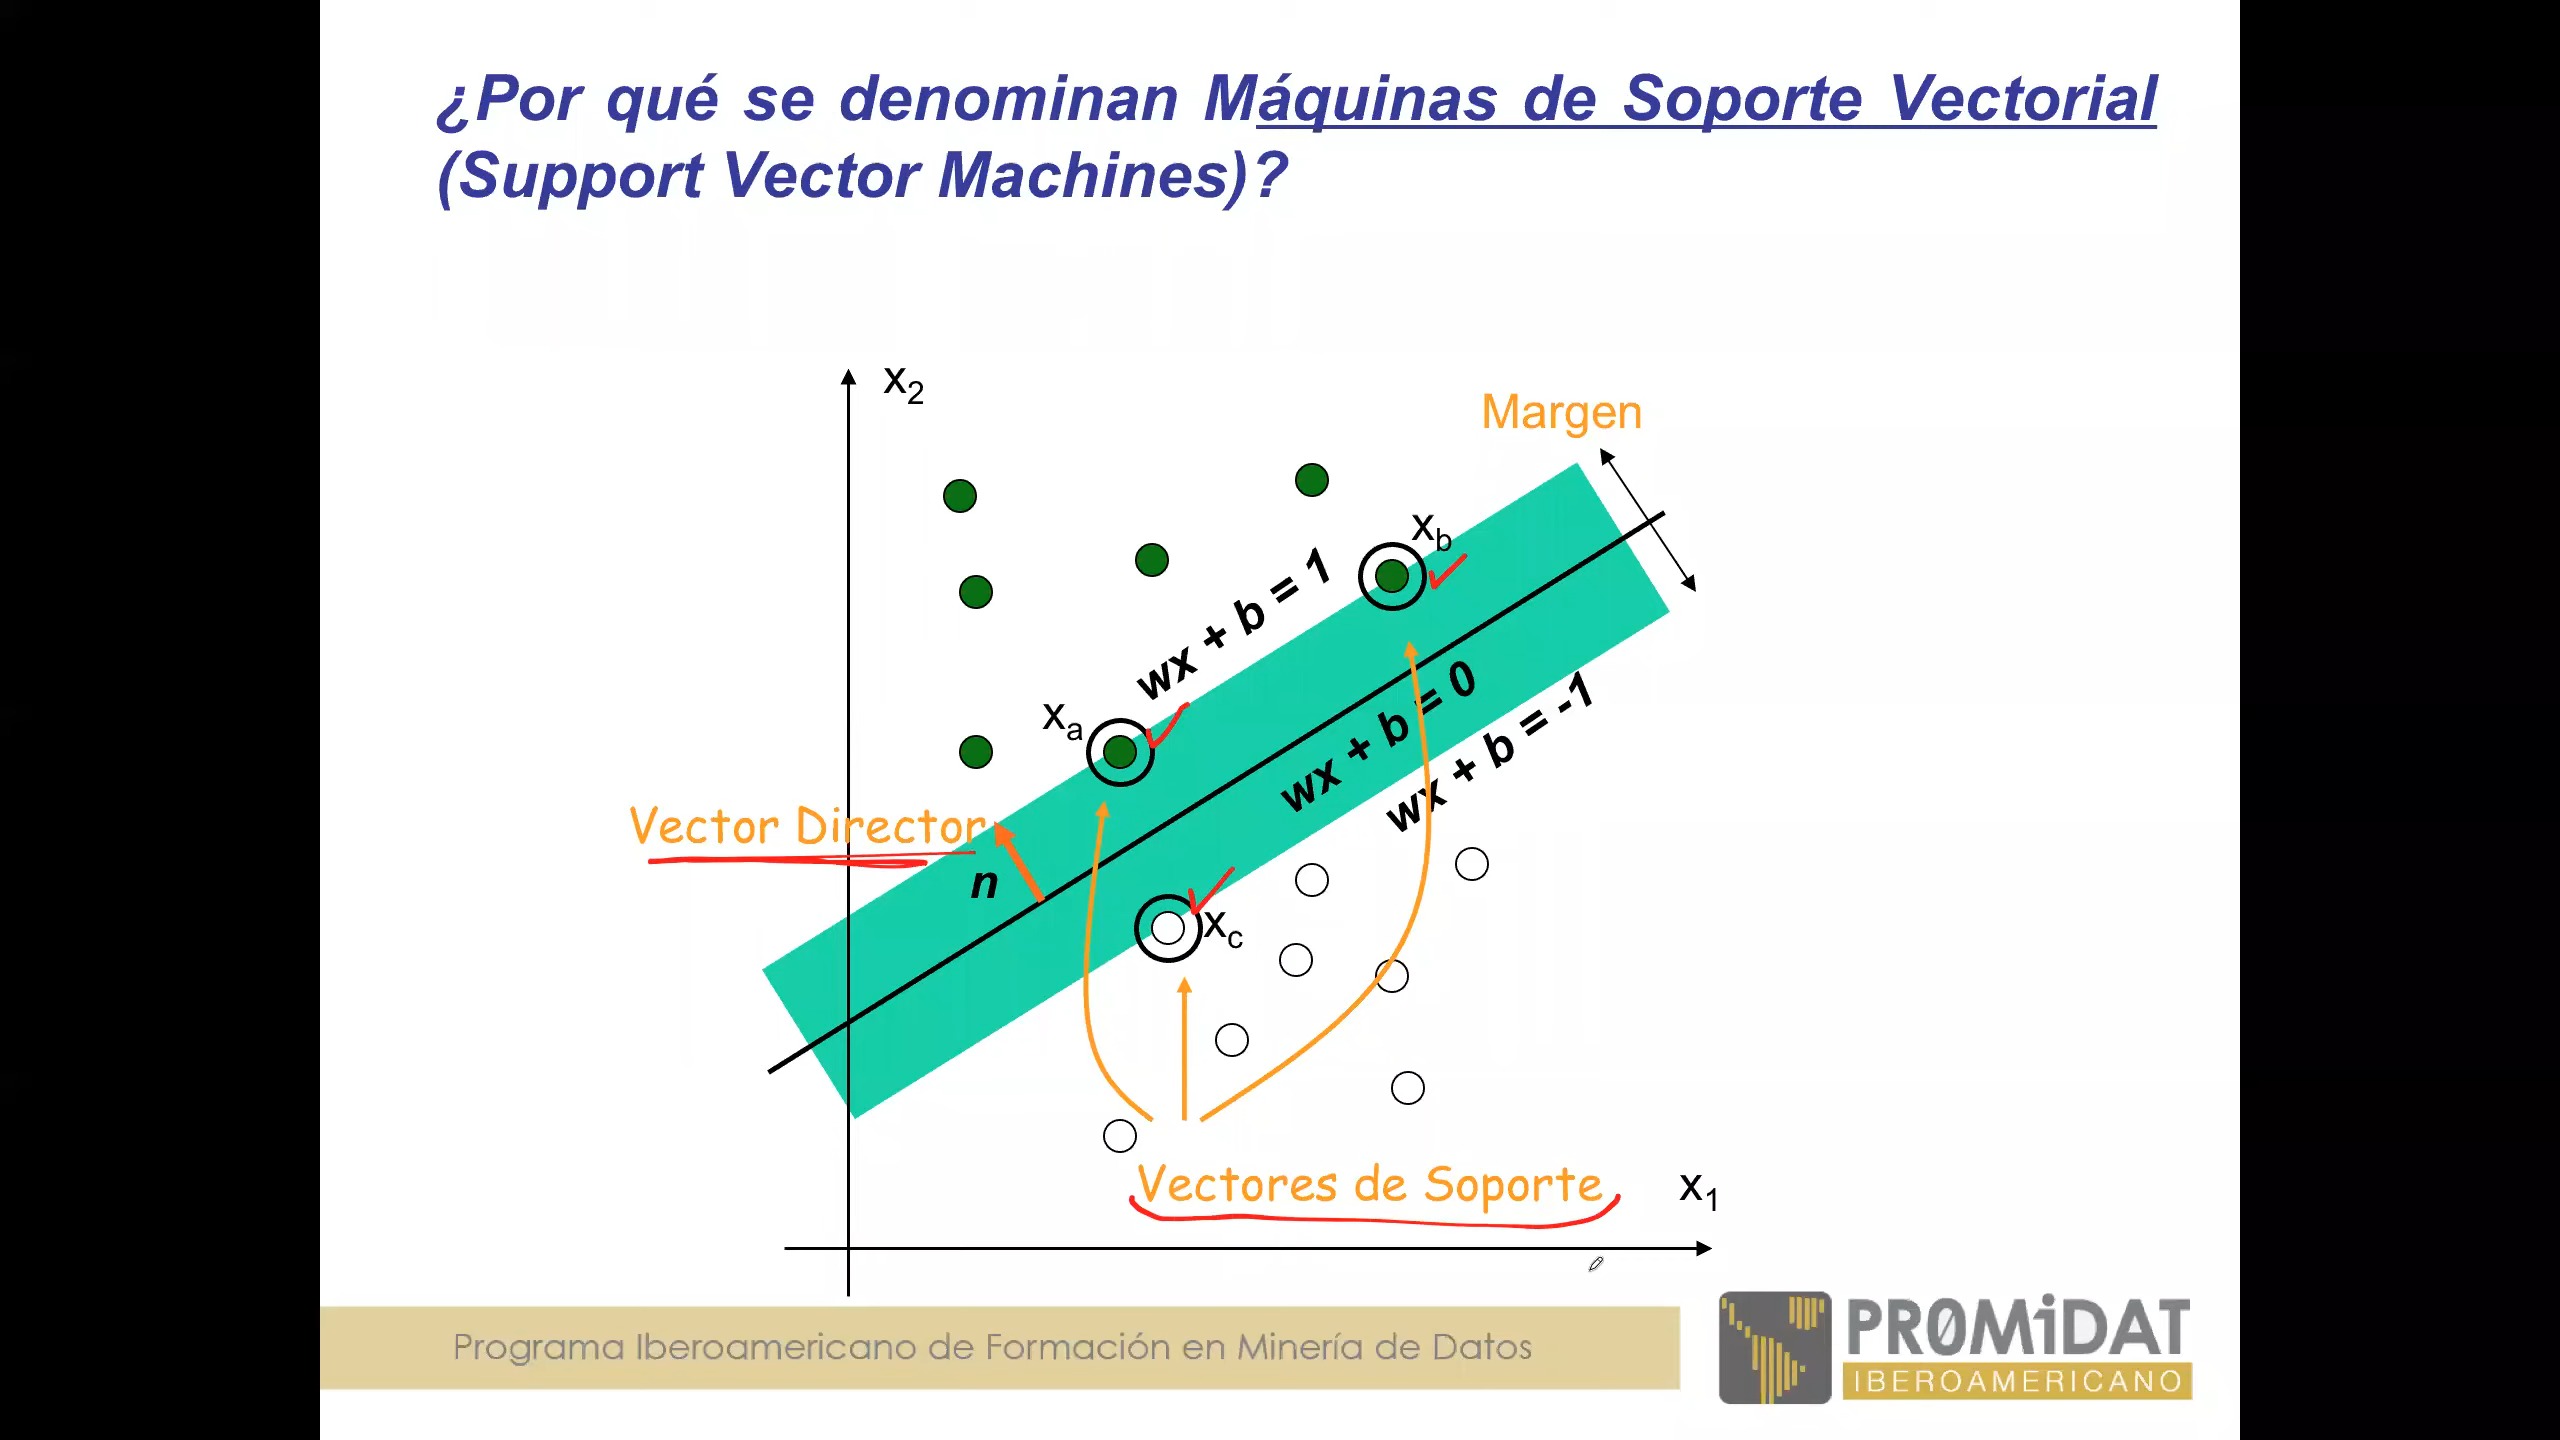 ¿Por qué se denominan Máquinas de Soporte Vectorial
(Support Vector Machines)?
x2
Margen
xb
wx + b = 1
xa
wx + b = 0
wx + b = -1
Vector Director
n
xc
Vectores de Soporte
x1
Programa Iberoamericano de Formación en Minería de Datos
PR0MiDAT
IBEROAMERICANO